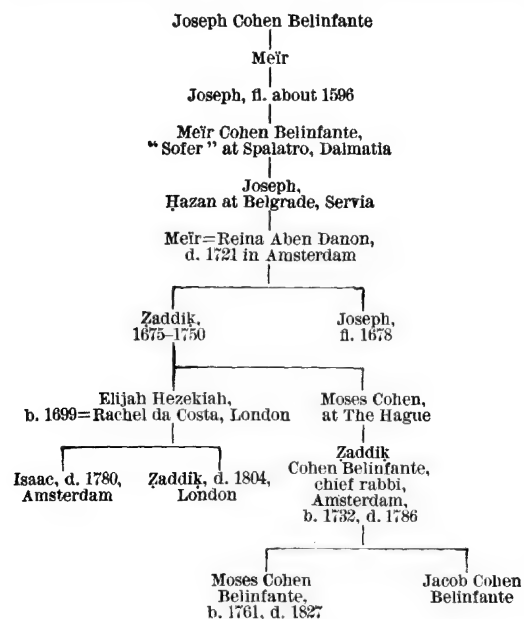 Joseph Cohen Belinfante
Meïr
Joseph, fl. about 1596
Meïr Cohen Belinfante,
"Sofer" at Spalatro, Dalmatia
Joseph,
Ḥazan at Belgrade, Servia
Meïr=Reina Aben Danon,
d. 1721 in Amsterdam
Ẓaddiḳ,
1675–1750
Joseph,
fl. 1678
Elijah Hezekiah,
b. 1699=Rachel da Costa, London
Moses Cohen,
at The Hague
Isaac, d. 1780,
Amsterdam
Ẓaddiḳ, d. 1804,
London
Ẓaddiḳ
Cohen Belinfante,
chief rabbi,
Amsterdam,
b. 1732, d. 1786
Moses Cohen
Belinfante,
b. 1761, d. 1827
Jacob Cohen
Belinfante